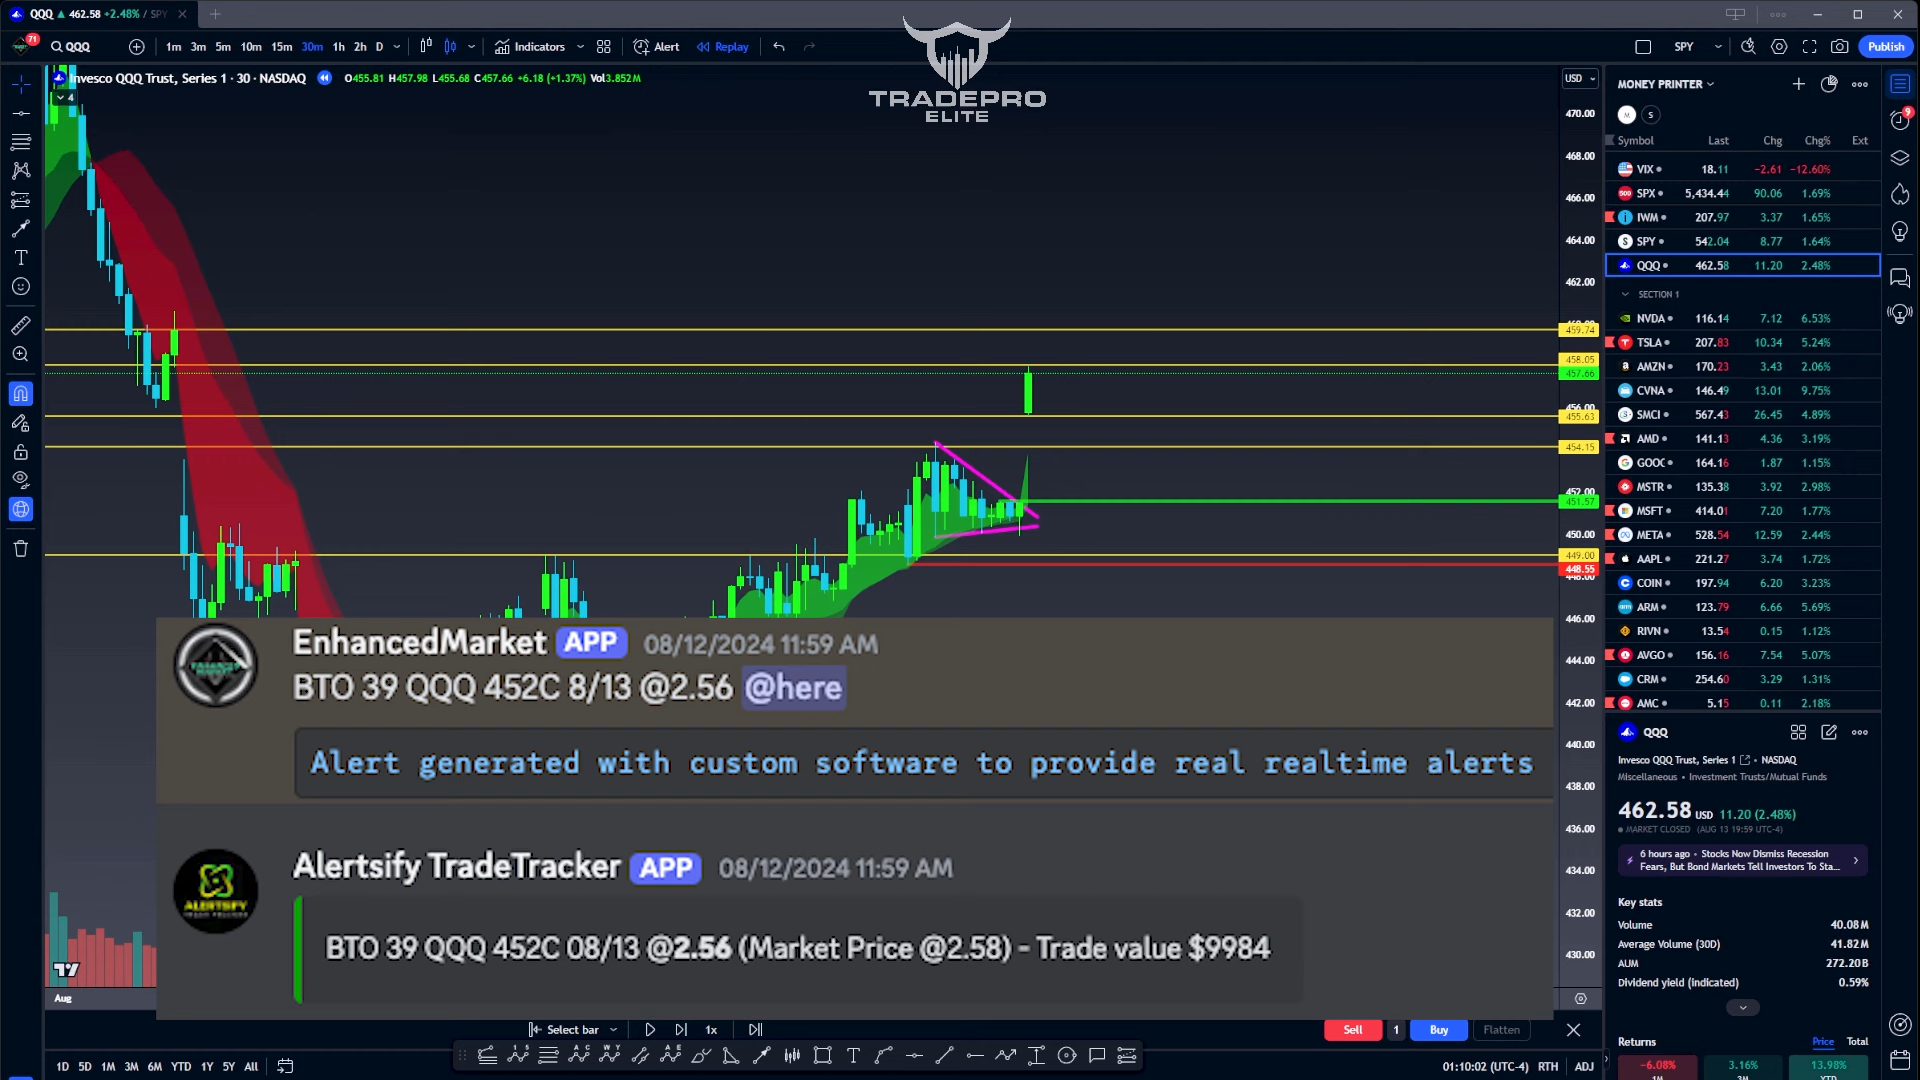 QQQ ▲ 462.58 +2.48% / SPY
71
QQQ
1m 3m 5m 10m 15m 30m 1h 2h D
Indicators
Alert
Replay
SPY
Publish
TRADEPRO
ELITE
Invesco QQQ Trust, Series 1 · 30 · NASDAQ
O455.81 H457.98 L455.68 C457.66 +6.18 (+1.37%) Vol3.852M
4
USD
470.00
468.00
466.00
464.00
462.00
459.74
458.05
457.66
456.00
455.63
454.15
452.00
451.57
450.00
449.00
448.55
448.00
446.00
444.00
442.00
440.00
438.00
436.00
434.00
432.00
430.00
MONEY PRINTER
M S
9
Symbol Last Chg Chg% Ext
VIX 18.11 −2.61 −12.60%
SPX 5,434.44 90.06 1.69%
IWM 207.97 3.37 1.65%
SPY 542.04 8.77 1.64%
QQQ 462.58 11.20 2.48%
SECTION 1
NVDA 116.14 7.12 6.53%
TSLA 207.83 10.34 5.24%
AMZN 170.23 3.43 2.06%
CVNA 146.49 13.01 9.75%
SMCI 567.43 26.45 4.89%
AMD 141.13 4.36 3.19%
GOOG 164.16 1.87 1.15%
MSTR 135.38 3.92 2.98%
MSFT 414.01 7.20 1.77%
META 528.54 12.59 2.44%
AAPL 221.27 3.74 1.72%
COIN 197.94 6.20 3.23%
ARM 123.79 6.66 5.69%
RIVN 13.54 0.15 1.12%
AVGO 156.16 7.54 5.07%
CRM 254.60 3.29 1.31%
AMC 5.15 0.11 2.18%
EnhancedMarket APP 08/12/2024 11:59 AM
BTO 39 QQQ 452C 8/13 @2.56 @here
Alert generated with custom software to provide real realtime alerts
Alertsify TradeTracker APP 08/12/2024 11:59 AM
ALERTSIFY
BTO 39 QQQ 452C 08/13 @2.56 (Market Price @2.58) - Trade value $9984
QQQ
Invesco QQQ Trust, Series 1 • NASDAQ
Miscellaneous • Investment Trusts/Mutual Funds
462.58 USD 11.20 (2.48%)
MARKET CLOSED (AUG 13 19:59 UTC-4)
6 hours ago • Stocks Now Dismiss Recession
Fears, But Bond Markets Tell Investors To Sta...
Key stats
Volume 40.08M
Average Volume (30D) 41.82M
AUM 272.20B
Dividend yield (indicated) 0.59%
Returns Price Total
−6.08% 3.16% 13.98%
1M 3M YTD
Aug
Select bar 1x
Sell 1 Buy Flatten
1D 5D 1M 3M 6M YTD 1Y 5Y All
01:10:02 (UTC-4) RTH ADJ